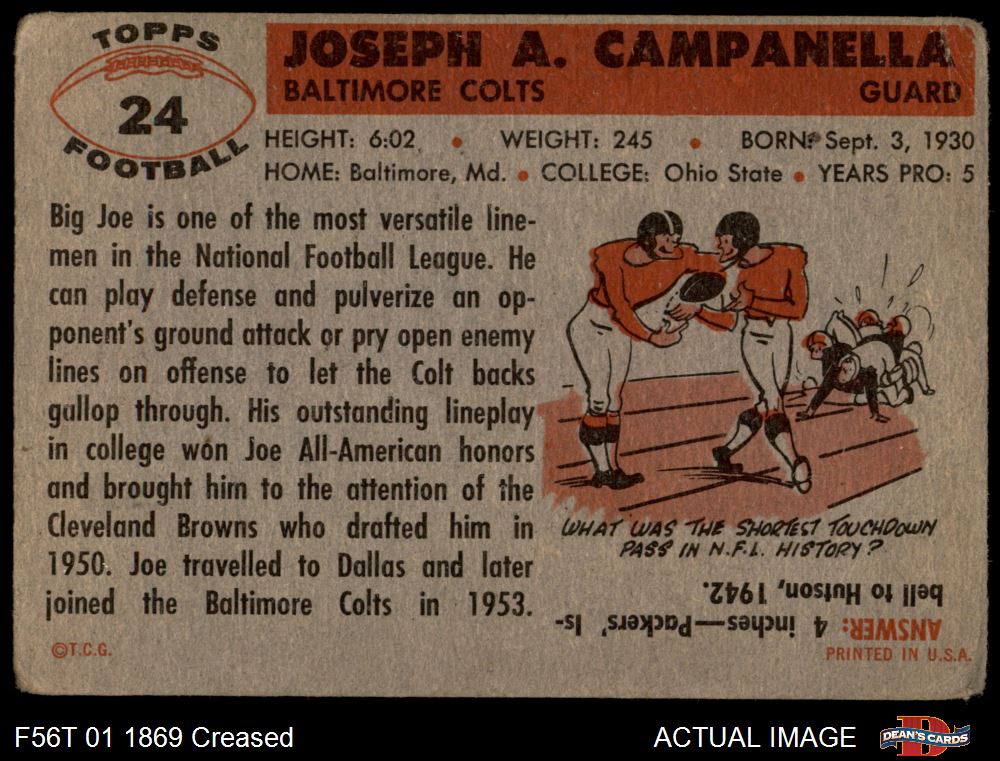 TOPPS
24
FOOTBALL
JOSEPH A. CAMPANELLA
BALTIMORE COLTS GUARD
HEIGHT: 6:02 • WEIGHT: 245 • BORN: Sept. 3, 1930
HOME: Baltimore, Md. • COLLEGE: Ohio State • YEARS PRO: 5
Big Joe is one of the most versatile line-
men in the National Football League. He
can play defense and pulverize an op-
ponent's ground attack or pry open enemy
lines on offense to let the Colt backs
gallop through. His outstanding lineplay
in college won Joe All-American honors
and brought him to the attention of the
Cleveland Browns who drafted him in
1950. Joe travelled to Dallas and later
joined the Baltimore Colts in 1953.
©T.C.G.
WHAT WAS THE SHORTEST TOUCHDOWN
PASS IN N.F.L. HISTORY?
ANSWER: 4 inches—Packers' Is-
bell to Hutson, 1942.
PRINTED IN U.S.A.
F56T 01 1869 Creased
ACTUAL IMAGE
DEAN'S CARDS